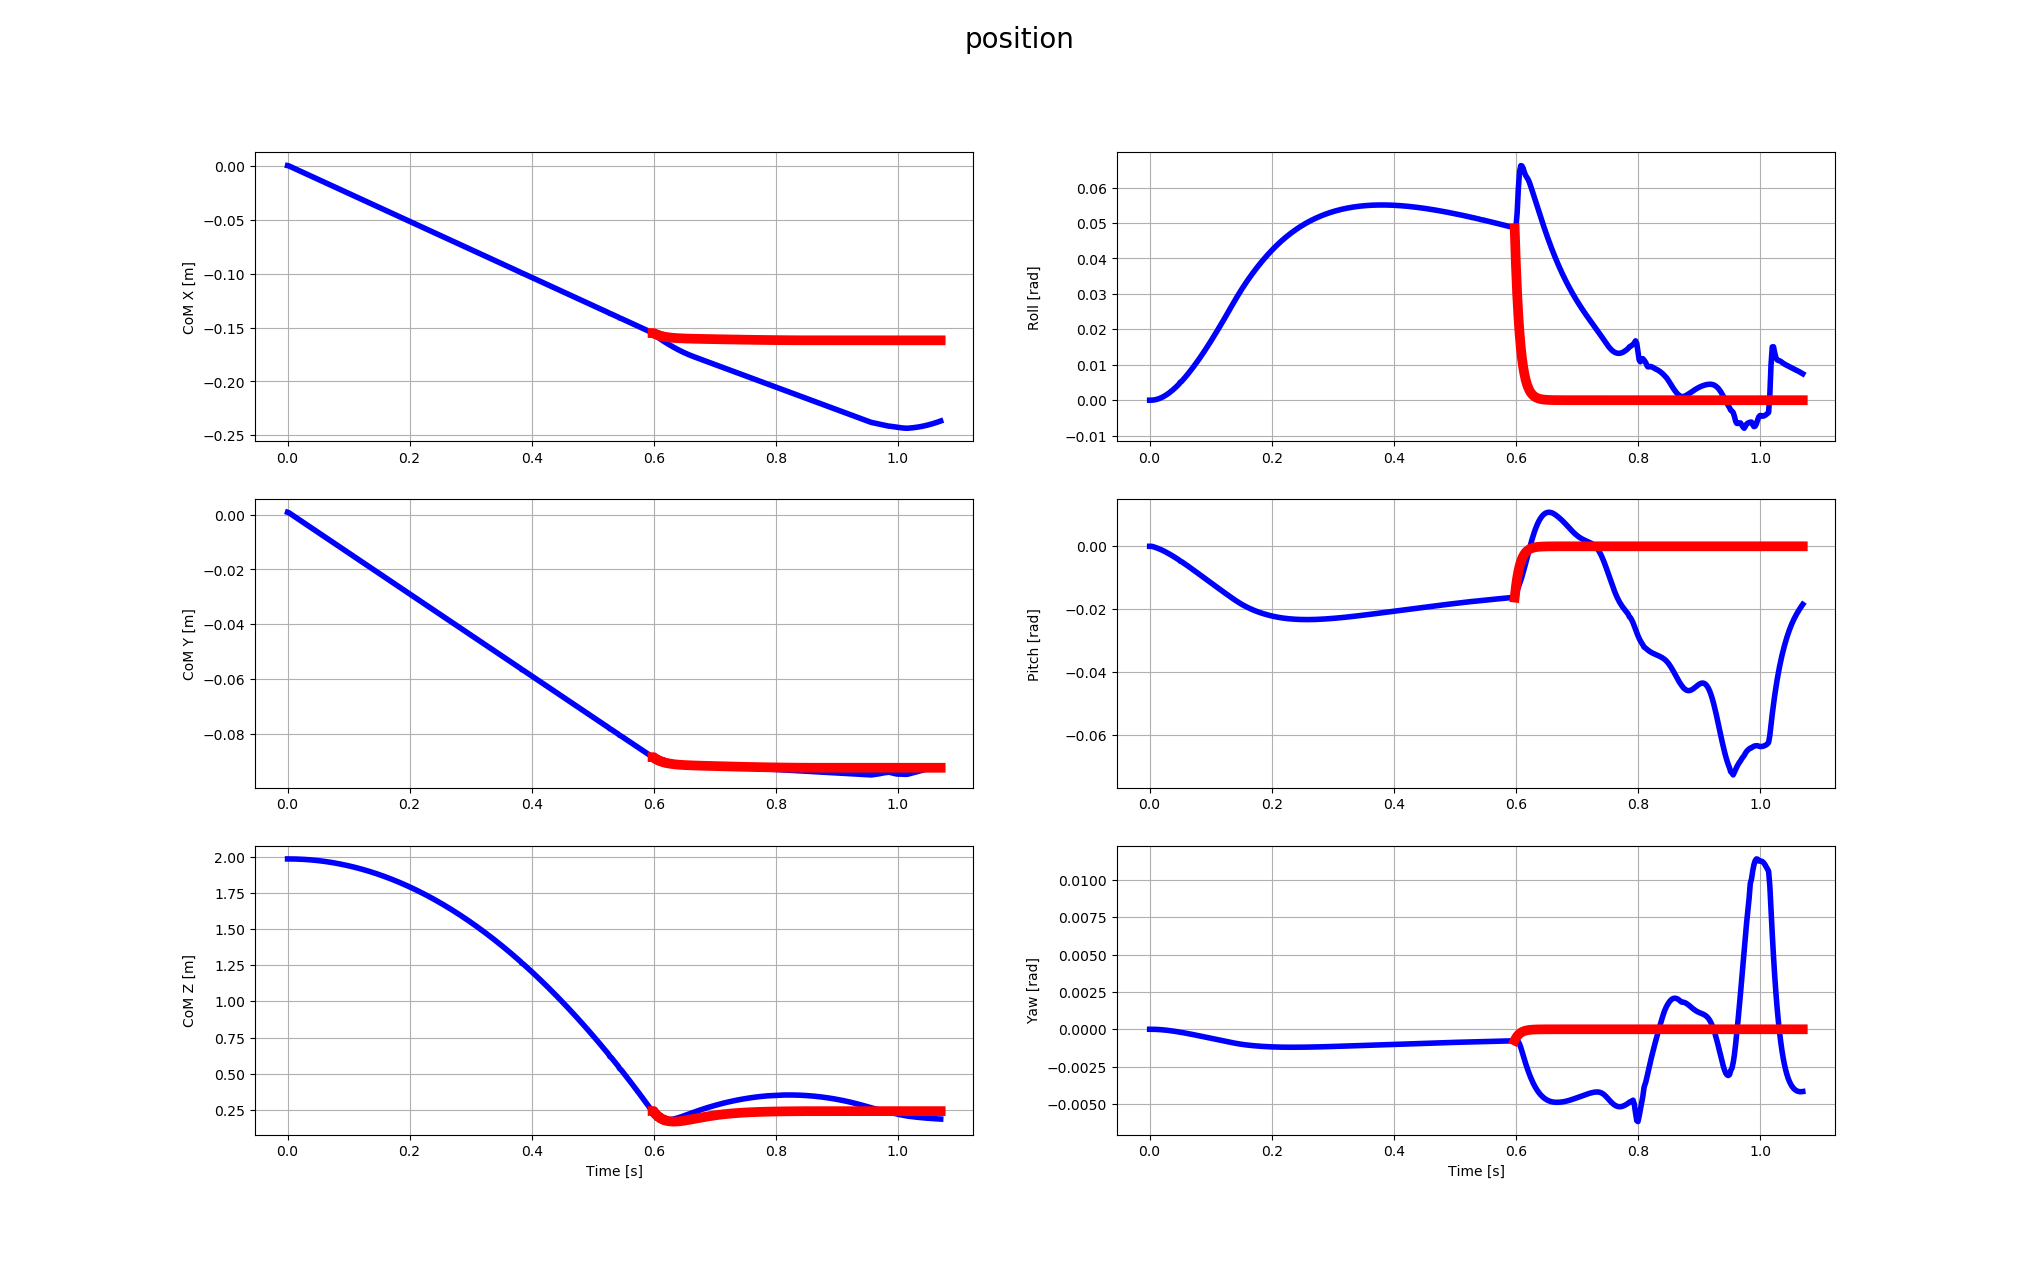 position
0.00
−0.05
−0.10
−0.15
−0.20
−0.25
CoM X [m]
0.0 0.2 0.4 0.6 0.8 1.0
0.06
0.05
0.04
0.03
0.02
0.01
0.00
−0.01
Roll [rad]
0.0 0.2 0.4 0.6 0.8 1.0
0.00
−0.02
−0.04
−0.06
−0.08
CoM Y [m]
0.0 0.2 0.4 0.6 0.8 1.0
0.00
−0.02
−0.04
−0.06
Pitch [rad]
0.0 0.2 0.4 0.6 0.8 1.0
2.00
1.75
1.50
1.25
1.00
0.75
0.50
0.25
CoM Z [m]
0.0 0.2 0.4 0.6 0.8 1.0
Time [s]
0.0100
0.0075
0.0050
0.0025
0.0000
−0.0025
−0.0050
Yaw [rad]
0.0 0.2 0.4 0.6 0.8 1.0
Time [s]